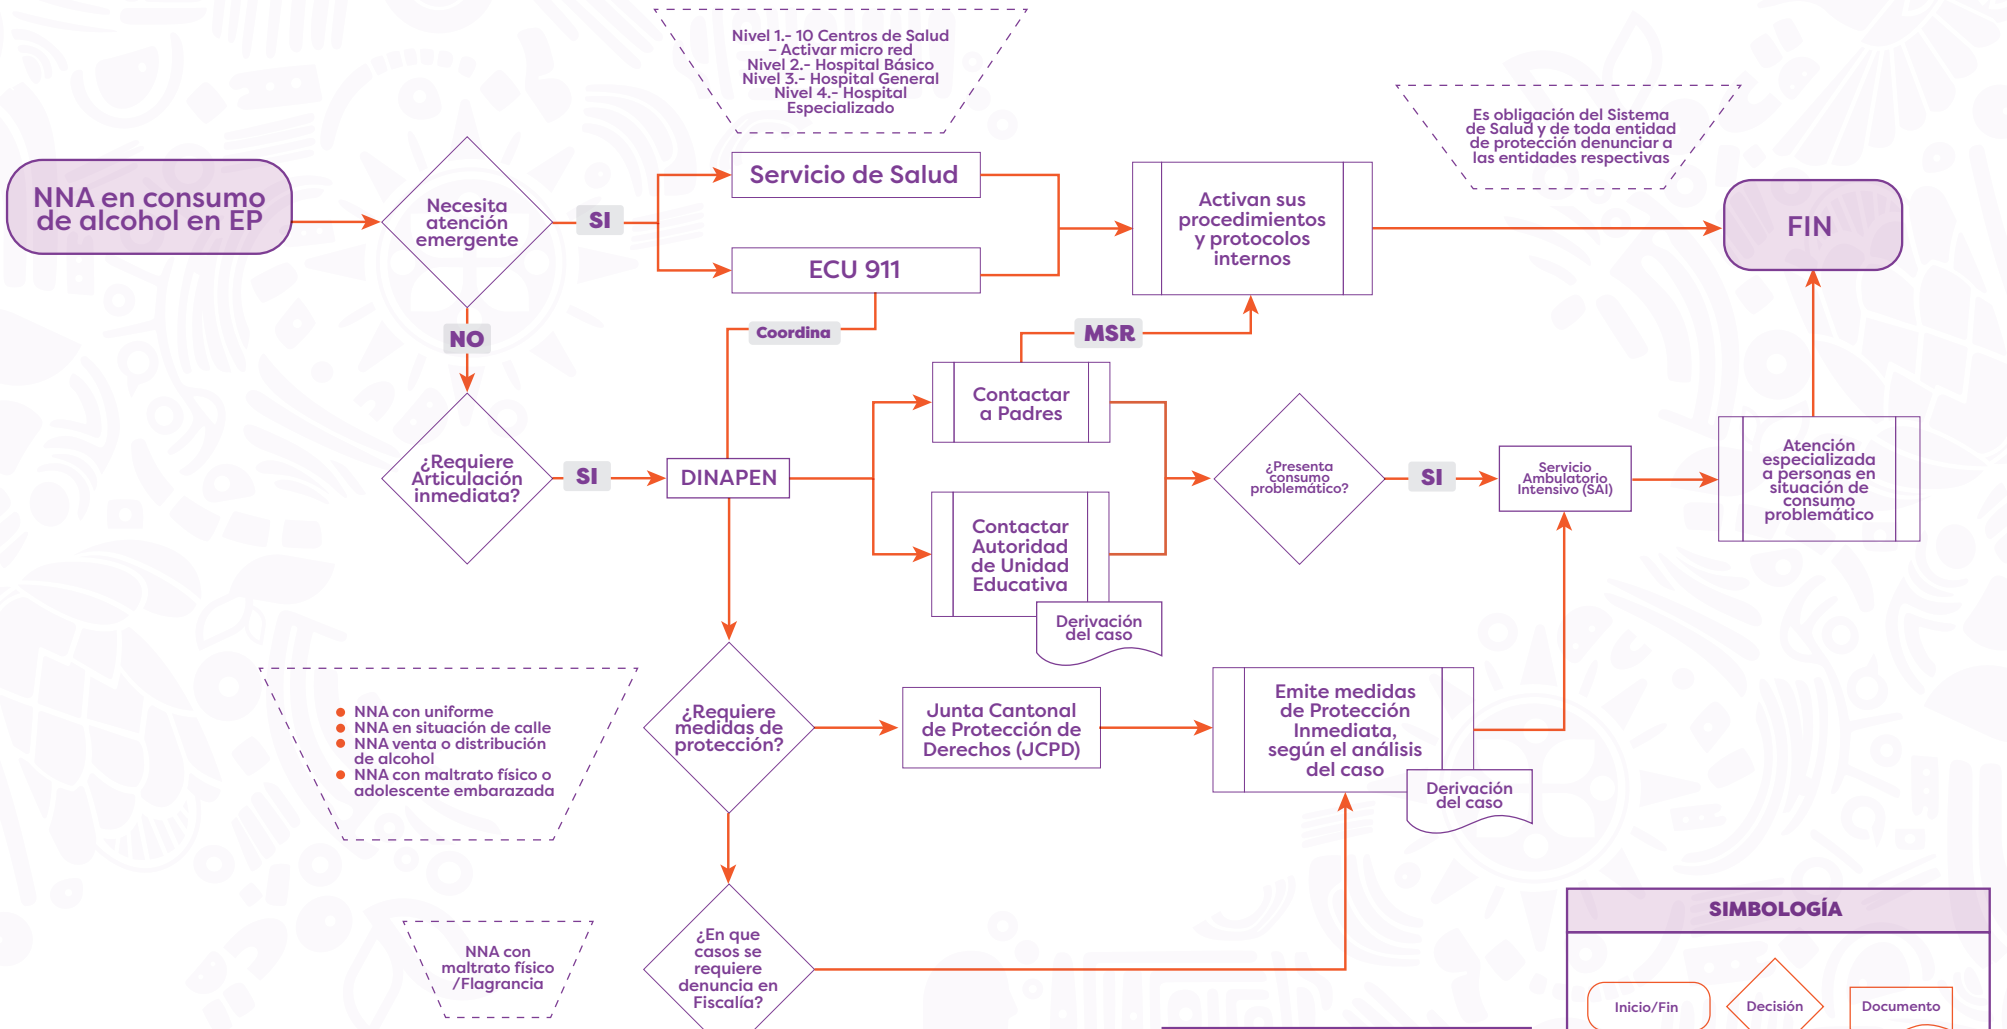 Nivel 1.- 10 Centros de Salud
– Activar micro red
Nivel 2.- Hospital Básico
Nivel 3.- Hospital General
Nivel 4.- Hospital
Especializado
Es obligación del Sistema
de Salud y de toda entidad
de protección denunciar a
las entidades respectivas
NNA en consumo
de alcohol en EP
Necesita
atención
emergente
SI
Servicio de Salud
ECU 911
Activan sus
procedimientos
y protocolos
internos
FIN
NO
Coordina
MSR
¿Requiere
Articulación
inmediata?
SI
DINAPEN
Contactar
a Padres
Contactar
Autoridad
de Unidad
Educativa
Derivación
del caso
¿Presenta
consumo
problemático?
SI
Servicio
Ambulatorio
Intensivo (SAI)
Atención
especializada
a personas en
situación de
consumo
problemático
NNA con uniforme
NNA en situación de calle
NNA venta o distribución
de alcohol
NNA con maltrato físico o
adolescente embarazada
¿Requiere
medidas de
protección?
Junta Cantonal
de Protección de
Derechos (JCPD)
Emite medidas
de Protección
Inmediata,
según el análisis
del caso
Derivación
del caso
NNA con
maltrato físico
/Flagrancia
¿En que
casos se
requiere
denuncia en
Fiscalía?
SIMBOLOGÍA
Inicio/Fin
Decisión
Documento